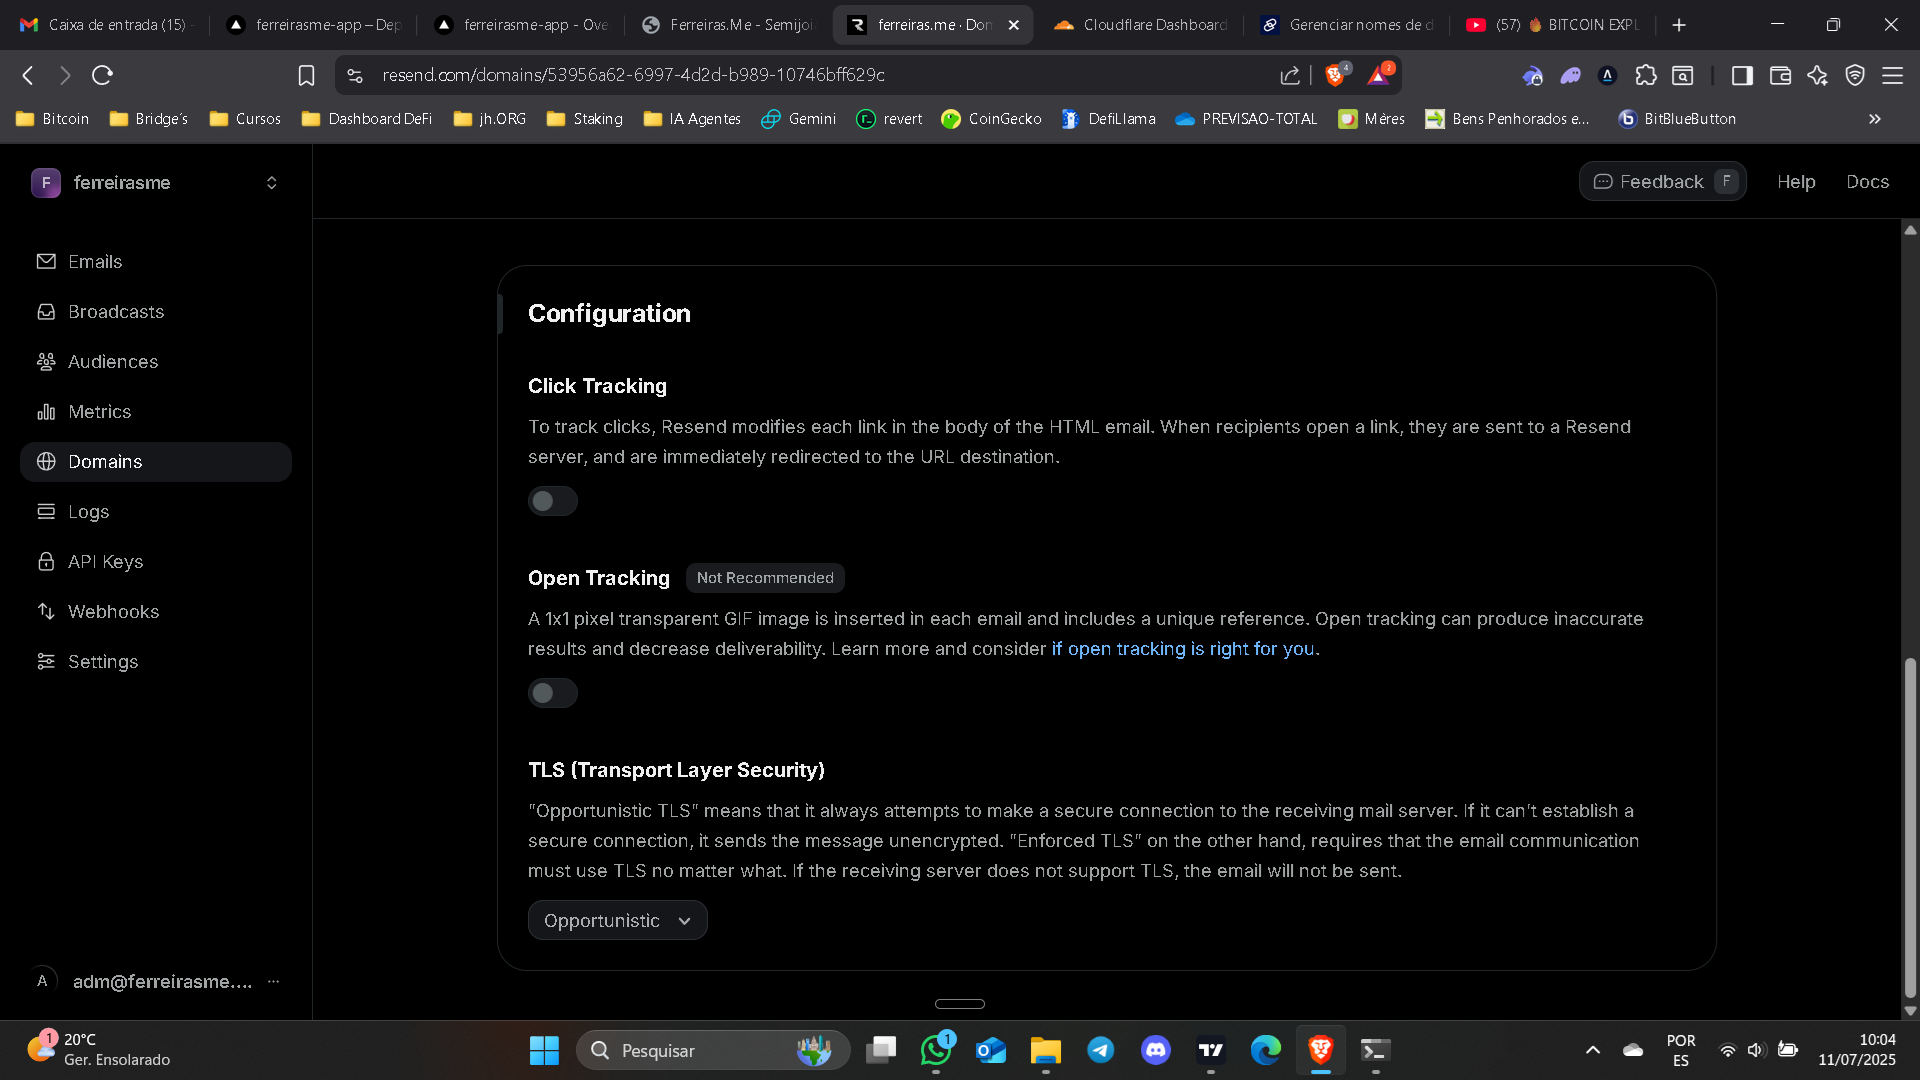 Caixa de entrada (15)
ferreirasme-app – Dep
ferreirasme-app - Ove
Ferreiras.Me - Semijoi
ferreiras.me · Don
Cloudflare Dashboard
Gerenciar nomes de d
(57) 🔥 BITCOIN EXPL
resend.com/domains/53956a62-6997-4d2d-b989-10746bff629c
4
2
Bitcoin
Bridge's
Cursos
Dashboard DeFi
jh.ORG
Staking
IA Agentes
Gemini
revert
CoinGecko
DefiLlama
PREVISAO-TOTAL
Mères
Bens Penhorados e...
BitBlueButton
F
ferreirasme
Feedback
F
Help
Docs
Emails
Broadcasts
Audiences
Metrics
Domains
Logs
API Keys
Webhooks
Settings
Configuration
Click Tracking
To track clicks, Resend modifies each link in the body of the HTML email. When recipients open a link, they are sent to a Resend
server, and are immediately redirected to the URL destination.
Open Tracking
Not Recommended
A 1x1 pixel transparent GIF image is inserted in each email and includes a unique reference. Open tracking can produce inaccurate
results and decrease deliverability. Learn more and consider if open tracking is right for you.
TLS (Transport Layer Security)
"Opportunistic TLS" means that it always attempts to make a secure connection to the receiving mail server. If it can't establish a
secure connection, it sends the message unencrypted. "Enforced TLS" on the other hand, requires that the email communication
must use TLS no matter what. If the receiving server does not support TLS, the email will not be sent.
Opportunistic
A
adm@ferreirasme....
1
20°C
Ger. Ensolarado
Pesquisar
1
POR
ES
10:04
11/07/2025